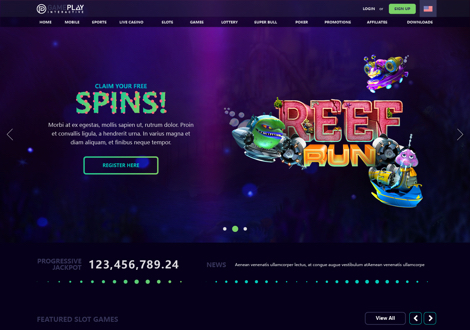 GAMEPLAY
INTERACTIVE
LOGIN or SIGN UP
HOME MOBILE SPORTS LIVE CASINO SLOTS GAMES LOTTERY SUPER BULL POKER PROMOTIONS AFFILIATES DOWNLOADS
CLAIM YOUR FREE
SPINS!
Morbi at ex egestas, mollis sapien ut, rutrum dolor. Proin
et convallis ligula, a hendrerit urna. In varius magna et
diam aliquam, et finibus neque tempor.
REGISTER HERE
REEF
RUN
PROGRESSIVE
JACKPOT
123,456,789.24
NEWS
Aenean venenatis ullamcorper lectus, at congue augue vestibulum atAenean venenatis ullamcorper
FEATURED SLOT GAMES
View All